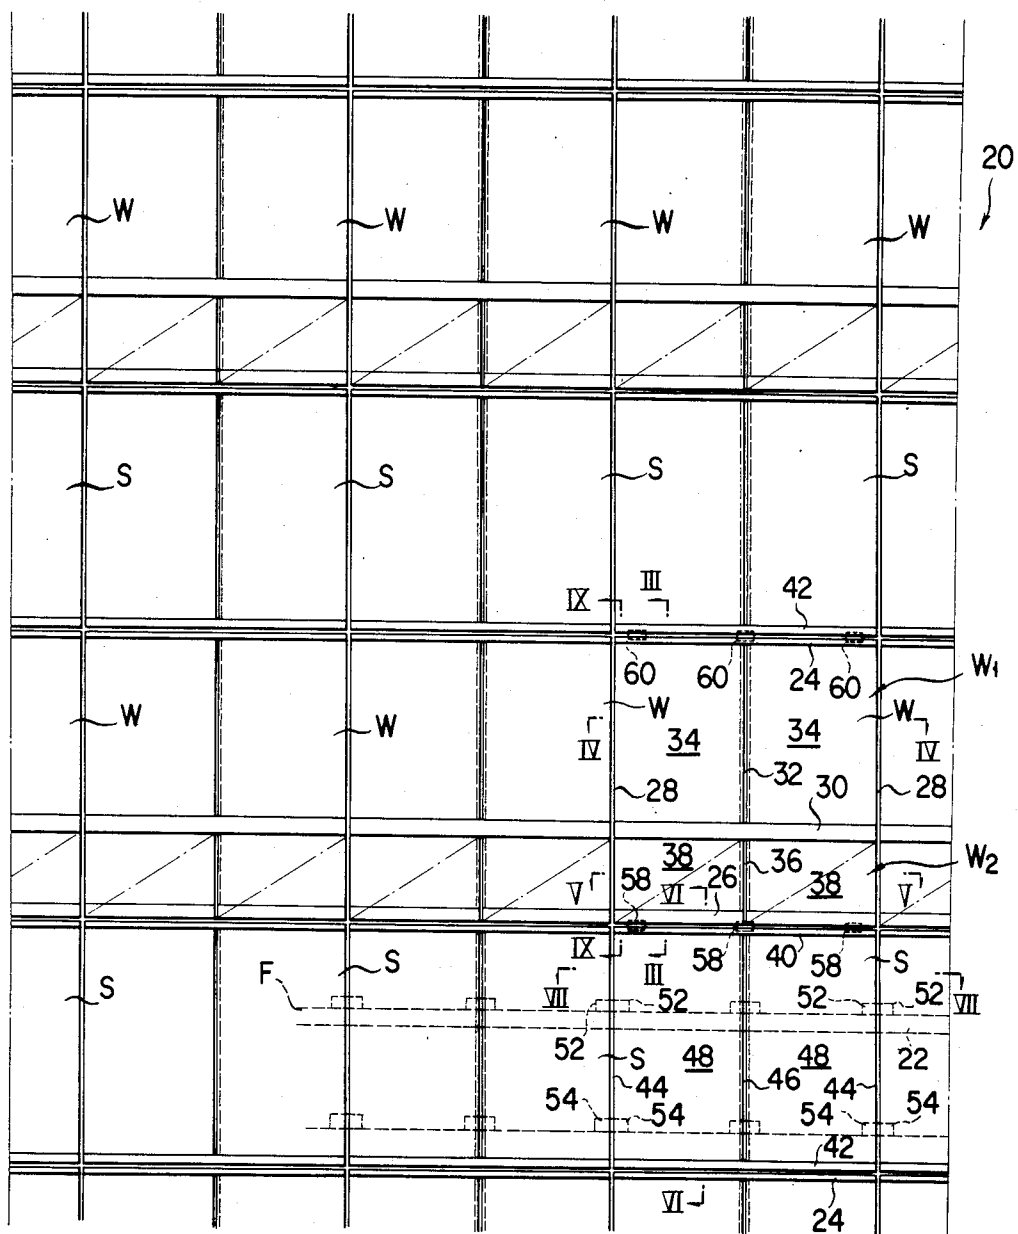 20
W W W W
S S S S
III
IX
42
60 60 24 60
W1
W W W W
34 34
IV IV
32
28 28
30
38 36 W2
58 VI 26 38
V V
IX III 58 40 58
S S S
F VII 52 52 52 VII
52 22
S 48 48
44 46 44
54 54 54 54
42
VI
24